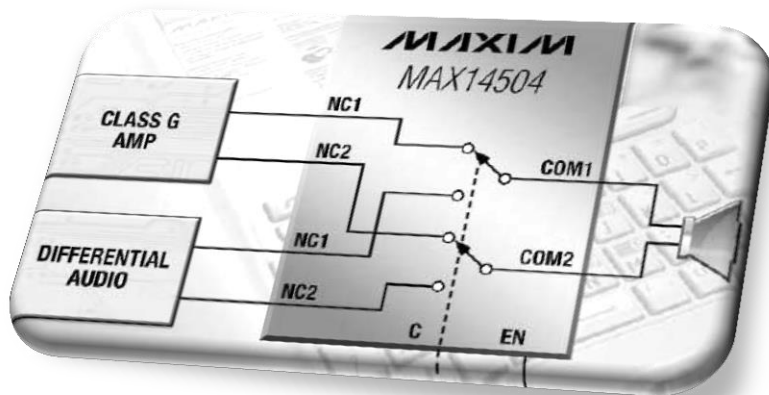 MAXIM
MAX14504
CLASS G
AMP
NC1
NC2
COM1
DIFFERENTIAL
AUDIO
NC1
NC2
COM2
C
EN